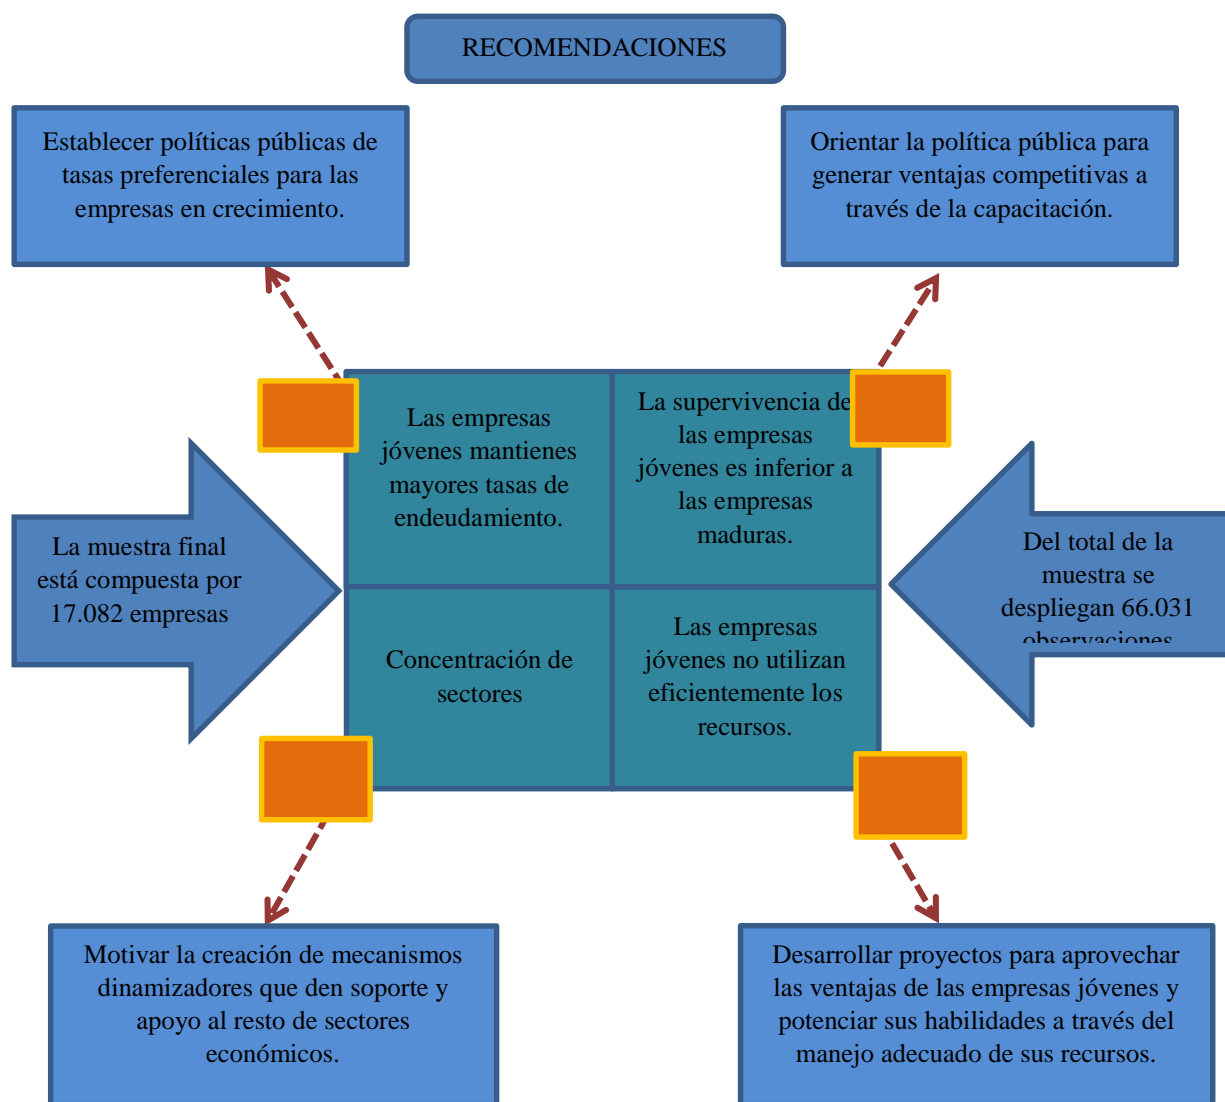 RECOMENDACIONES
Establecer políticas públicas de
tasas preferenciales para las
empresas en crecimiento.
Orientar la política pública para
generar ventajas competitivas a
través de la capacitación.
Las empresas
jóvenes mantienes
mayores tasas de
endeudamiento.
La supervivencia de
las empresas
jóvenes es inferior a
las empresas
maduras.
La muestra final
está compuesta por
17.082 empresas
Del total de la
muestra se
despliegan 66.031
observaciones
Concentración de
sectores
Las empresas
jóvenes no utilizan
eficientemente los
recursos.
Motivar la creación de mecanismos
dinamizadores que den soporte y
apoyo al resto de sectores
económicos.
Desarrollar proyectos para aprovechar
las ventajas de las empresas jóvenes y
potenciar sus habilidades a través del
manejo adecuado de sus recursos.